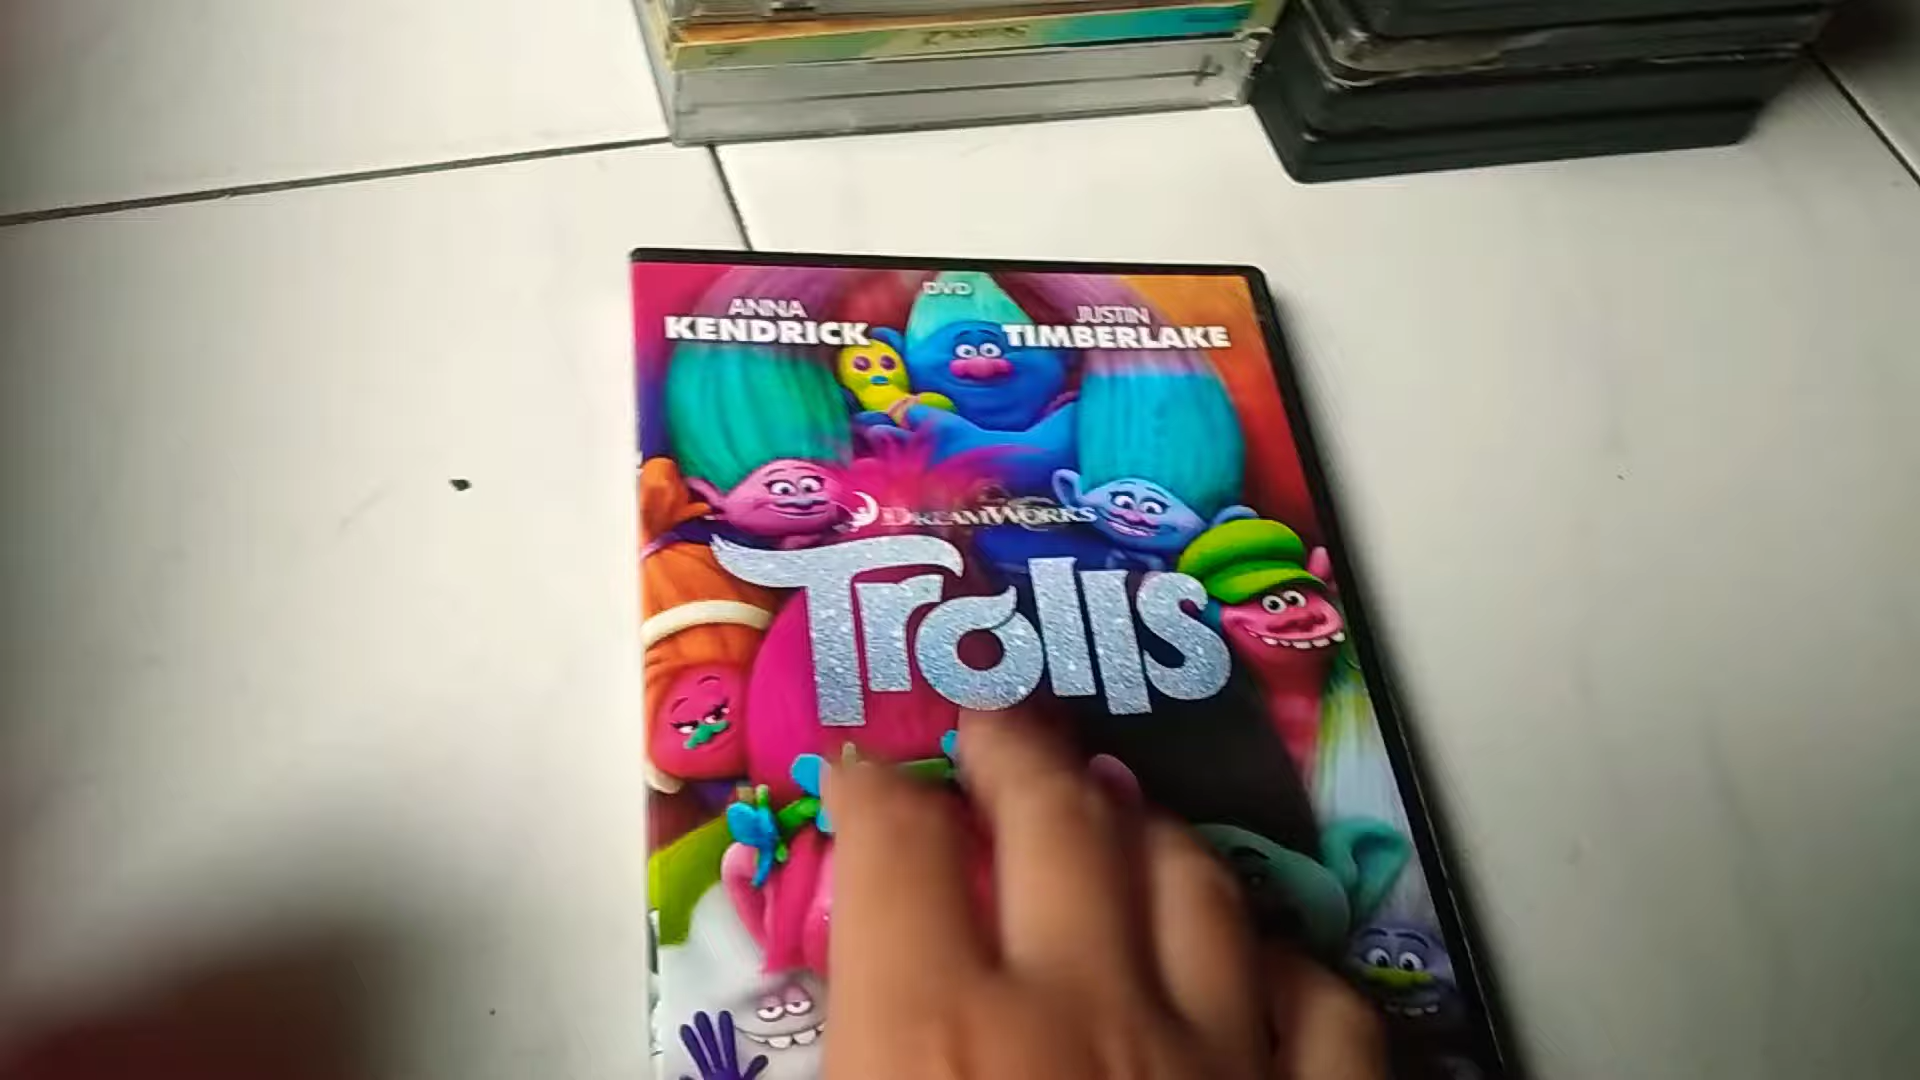 DVD
ANNA
KENDRICK
JUSTIN
TIMBERLAKE
DREAMWORKS
Trolls